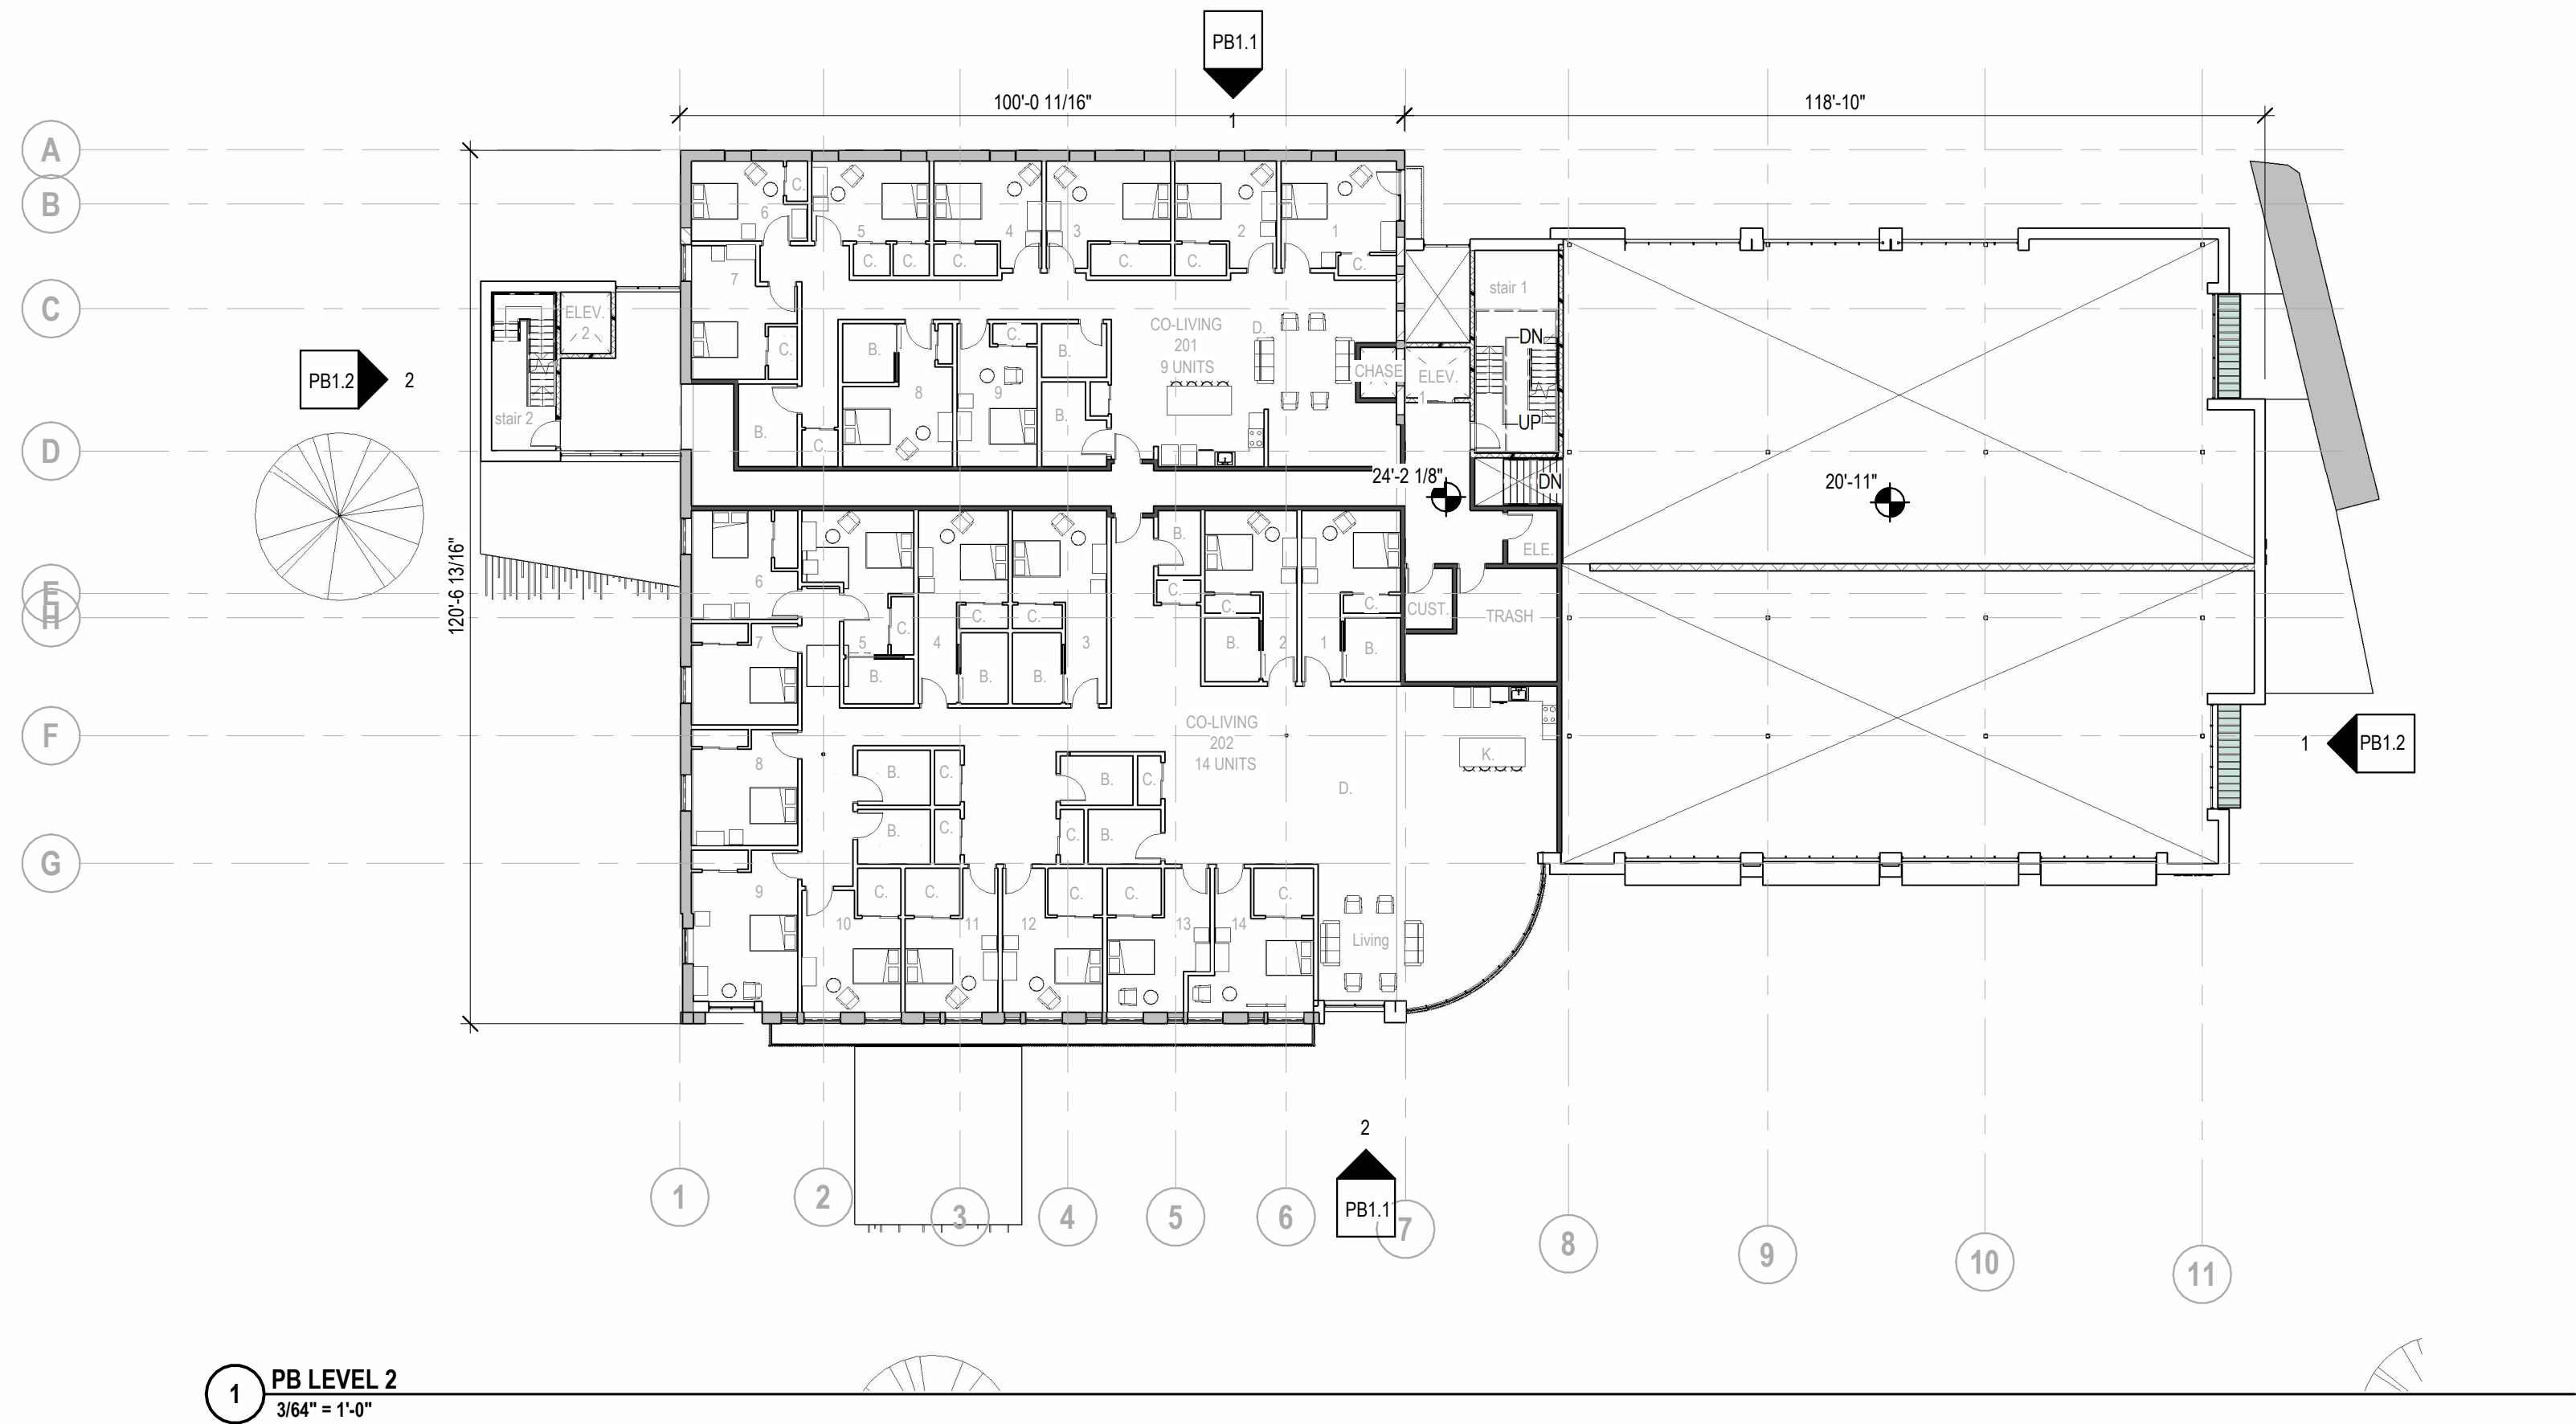 PB1.1
1
100'-0 11/16"
118'-10"
A
B
C
D
E
H
F
G
120'-6 13/16"
PB1.2
2
stair 2
ELEV.
2
6
C.
5
C.
C.
4
C.
3
C.
2
C.
1
C.
7
C.
B.
8
C.
9
B.
B.
B.
C.
CO-LIVING
201
9 UNITS
D.
CHASE
ELEV.
1
stair 1
DN
UP
DN
24'-2 1/8"
20'-11"
ELE.
CUST.
TRASH
6
5
C.
B.
4
C.
B.
C.
B.
3
B.
C.
C.
B.
2
1
C.
B.
7
8
9
CO-LIVING
202
14 UNITS
D.
K.
B.
C.
B.
C.
B.
C.
C.
B.
C.
10
C.
11
12
C.
C.
13
14
C.
Living
1
PB1.2
2
PB1.1
1
2
3
4
5
6
7
8
9
10
11
1
PB LEVEL 2
3/64" = 1'-0"